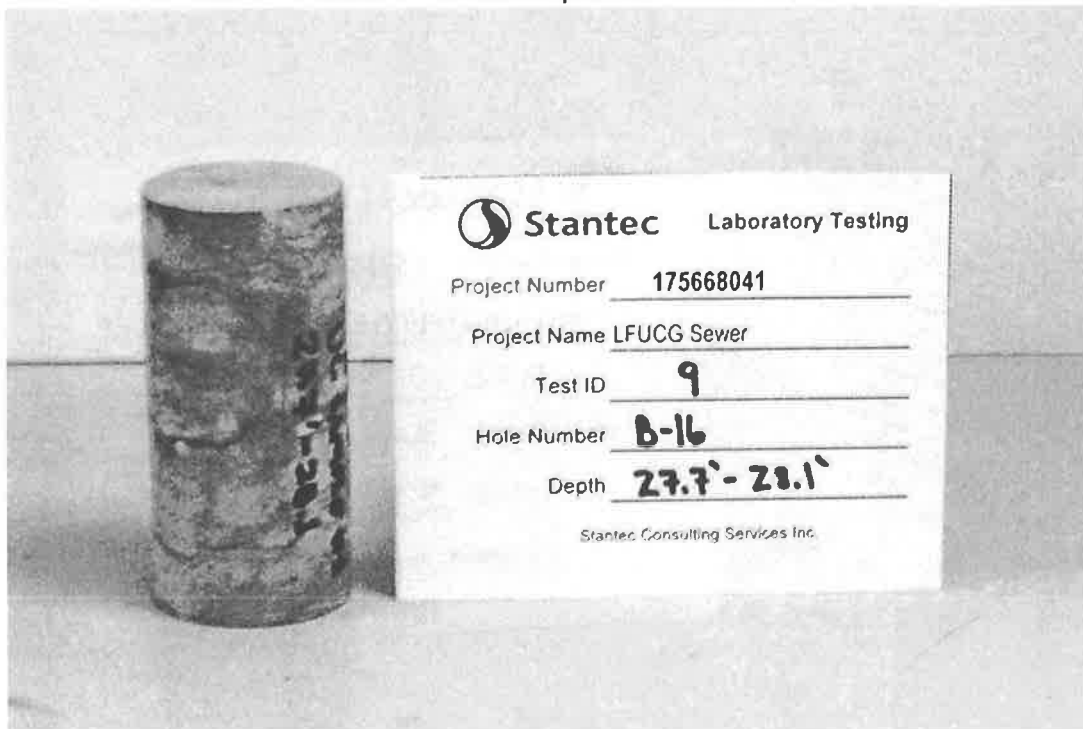 Stantec Laboratory Testing
Project Number 175668041
Project Name LFUCG Sewer
Test ID 9
Hole Number B-16
Depth 27.7'- 28.1'
Stantec Consulting Services Inc.